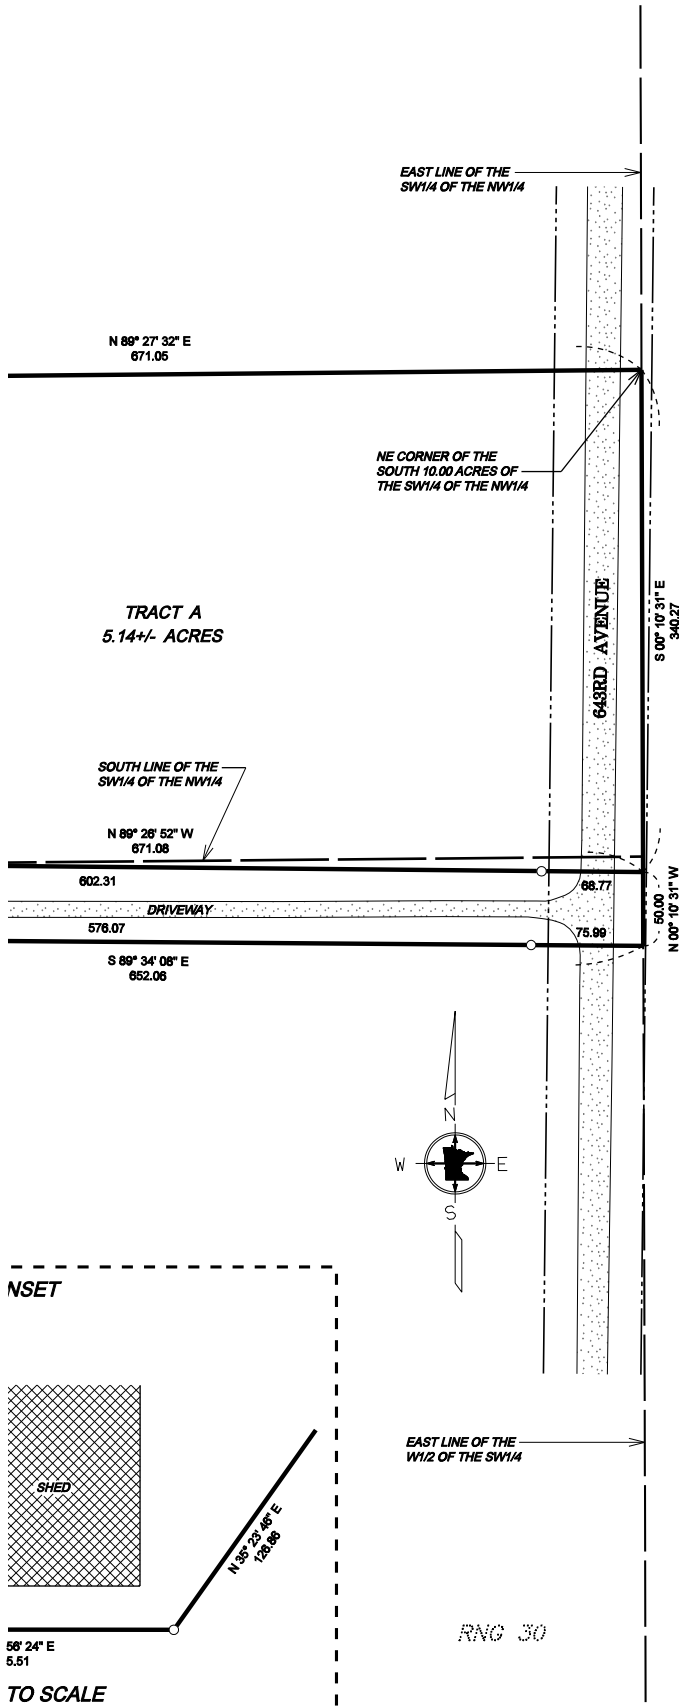 EAST LINE OF THE
SW1/4 OF THE NW1/4
N 89° 27' 32" E
671.05
NE CORNER OF THE
SOUTH 10.00 ACRES OF
THE SW1/4 OF THE NW1/4
TRACT A
5.14+/- ACRES
643RD AVENUE
S 00° 10' 31" E
340.27
SOUTH LINE OF THE
SW1/4 OF THE NW1/4
N 89° 26' 52" W
671.08
602.31
68.77
DRIVEWAY
50.00
N 00° 10' 31" W
576.07
75.99
S 89° 34' 08" E
652.06
N
W E
S
NSET
EAST LINE OF THE
W1/2 OF THE SW1/4
SHED
N 35° 23' 46" E
126.86
RNG 30
56' 24" E
5.51
TO SCALE